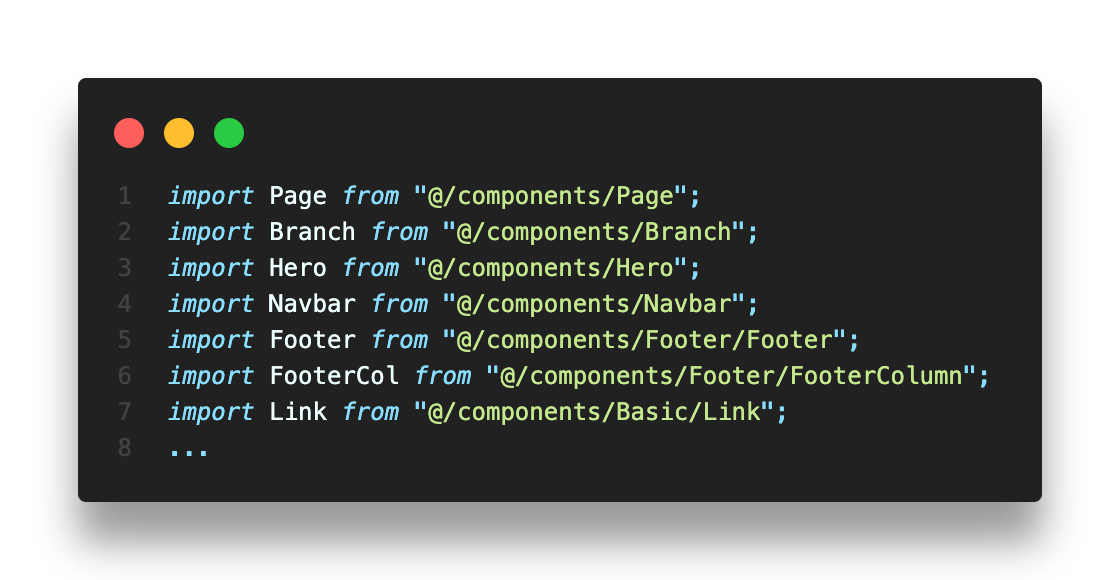 1 import Page from "@/components/Page";
2 import Branch from "@/components/Branch";
3 import Hero from "@/components/Hero";
4 import Navbar from "@/components/Navbar";
5 import Footer from "@/components/Footer/Footer";
6 import FooterCol from "@/components/Footer/FooterColumn";
7 import Link from "@/components/Basic/Link";
8 ...